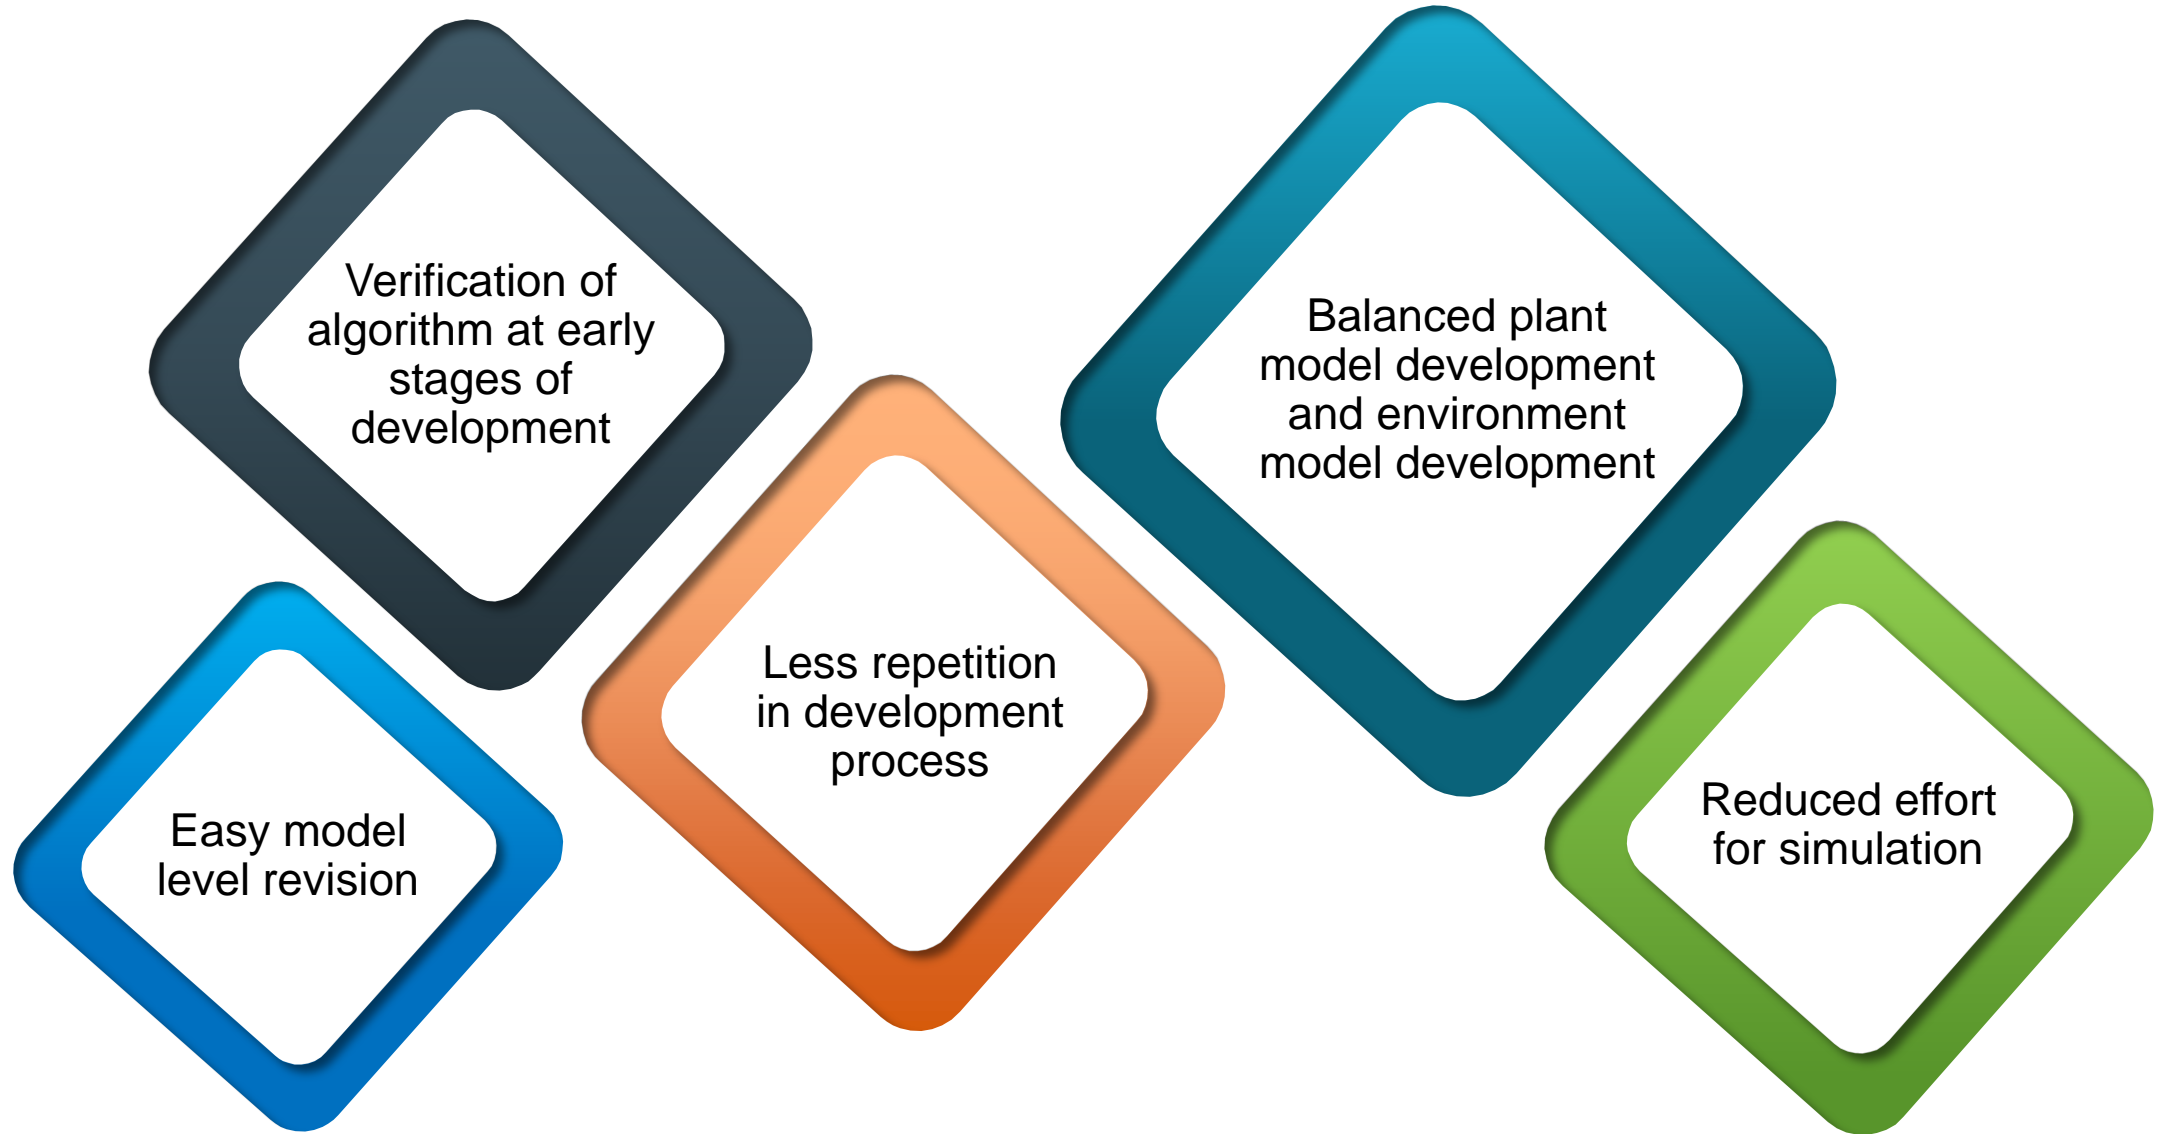 Verification of
algorithm at early
stages of
development
Balanced plant
model development
and environment
model development
Less repetition
in development
process
Easy model
level revision
Reduced effort
for simulation